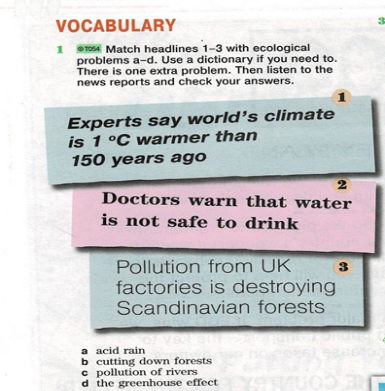 VOCABULARY
3
1 T054 Match headlines 1–3 with ecological
problems a–d. Use a dictionary if you need to.
There is one extra problem. Then listen to the
news reports and check your answers.
1
Experts say world's climate
is 1 °C warmer than
150 years ago
2
Doctors warn that water
is not safe to drink
Pollution from UK 3
factories is destroying
Scandinavian forests
a acid rain
b cutting down forests
c pollution of rivers
d the greenhouse effect